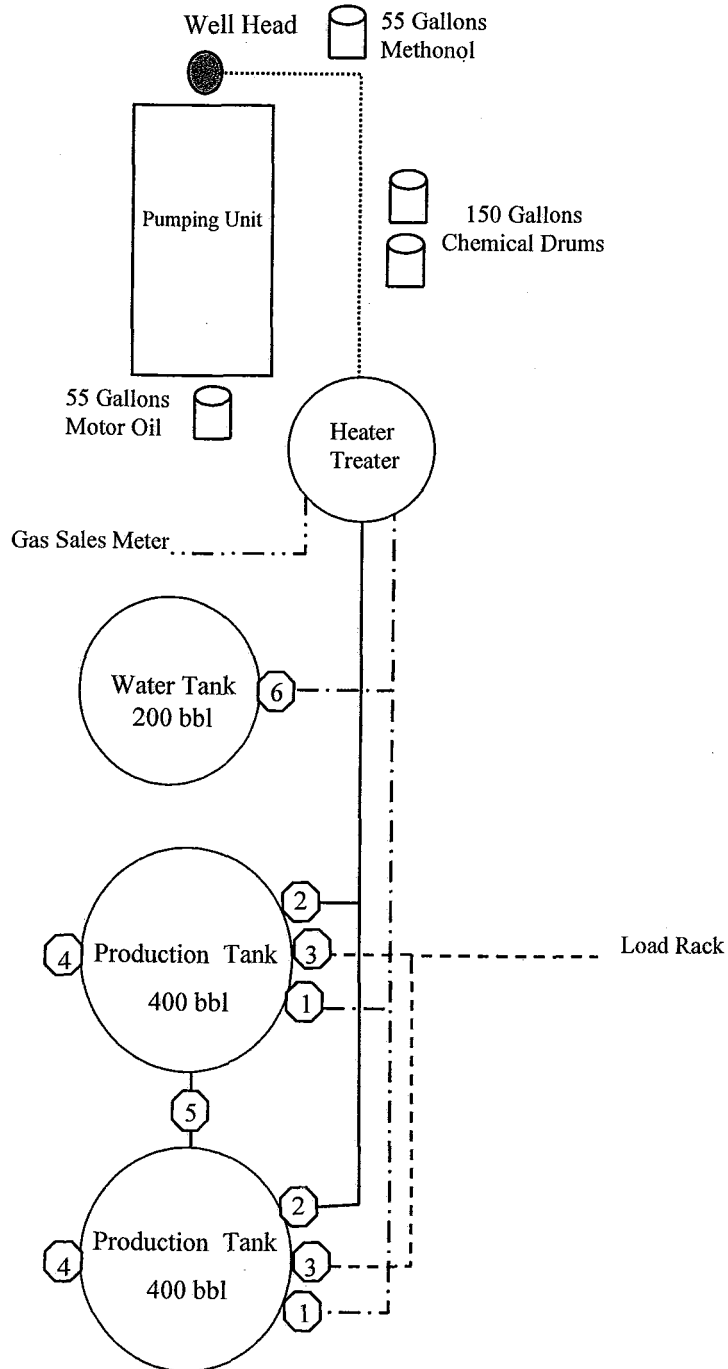 Well Head
55 Gallons
Methonol
Pumping Unit
150 Gallons
Chemical Drums
55 Gallons
Motor Oil
Heater
Treater
Gas Sales Meter
Water Tank
200 bbl
6
2
4
Production Tank
3
Load Rack
400 bbl
1
5
2
4
Production Tank
3
400 bbl
1